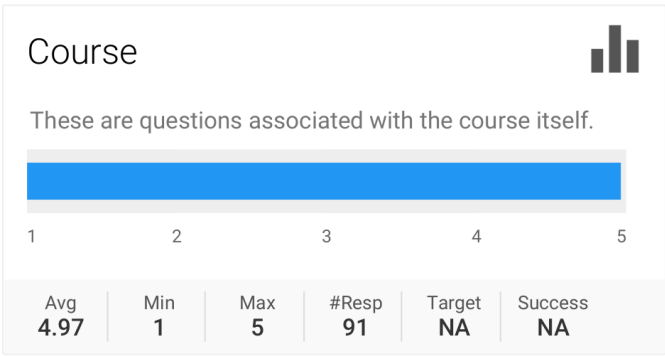 Course
These are questions associated with the course itself.
1 2 3 4 5
Avg Min Max #Resp Target Success
4.97 1 5 91 NA NA